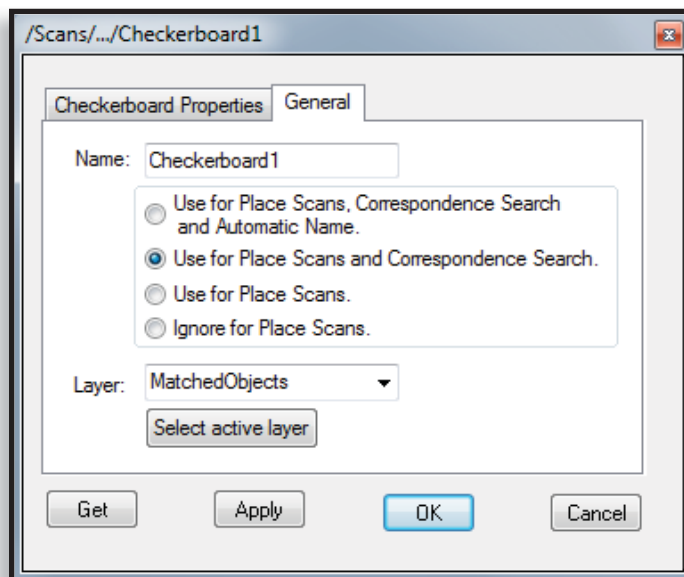 /Scans/.../Checkerboard1
Checkerboard Properties General
Name: Checkerboard1
Use for Place Scans, Correspondence Search
and Automatic Name.
Use for Place Scans and Correspondence Search.
Use for Place Scans.
Ignore for Place Scans.
Layer: MatchedObjects
Select active layer
Get Apply OK Cancel